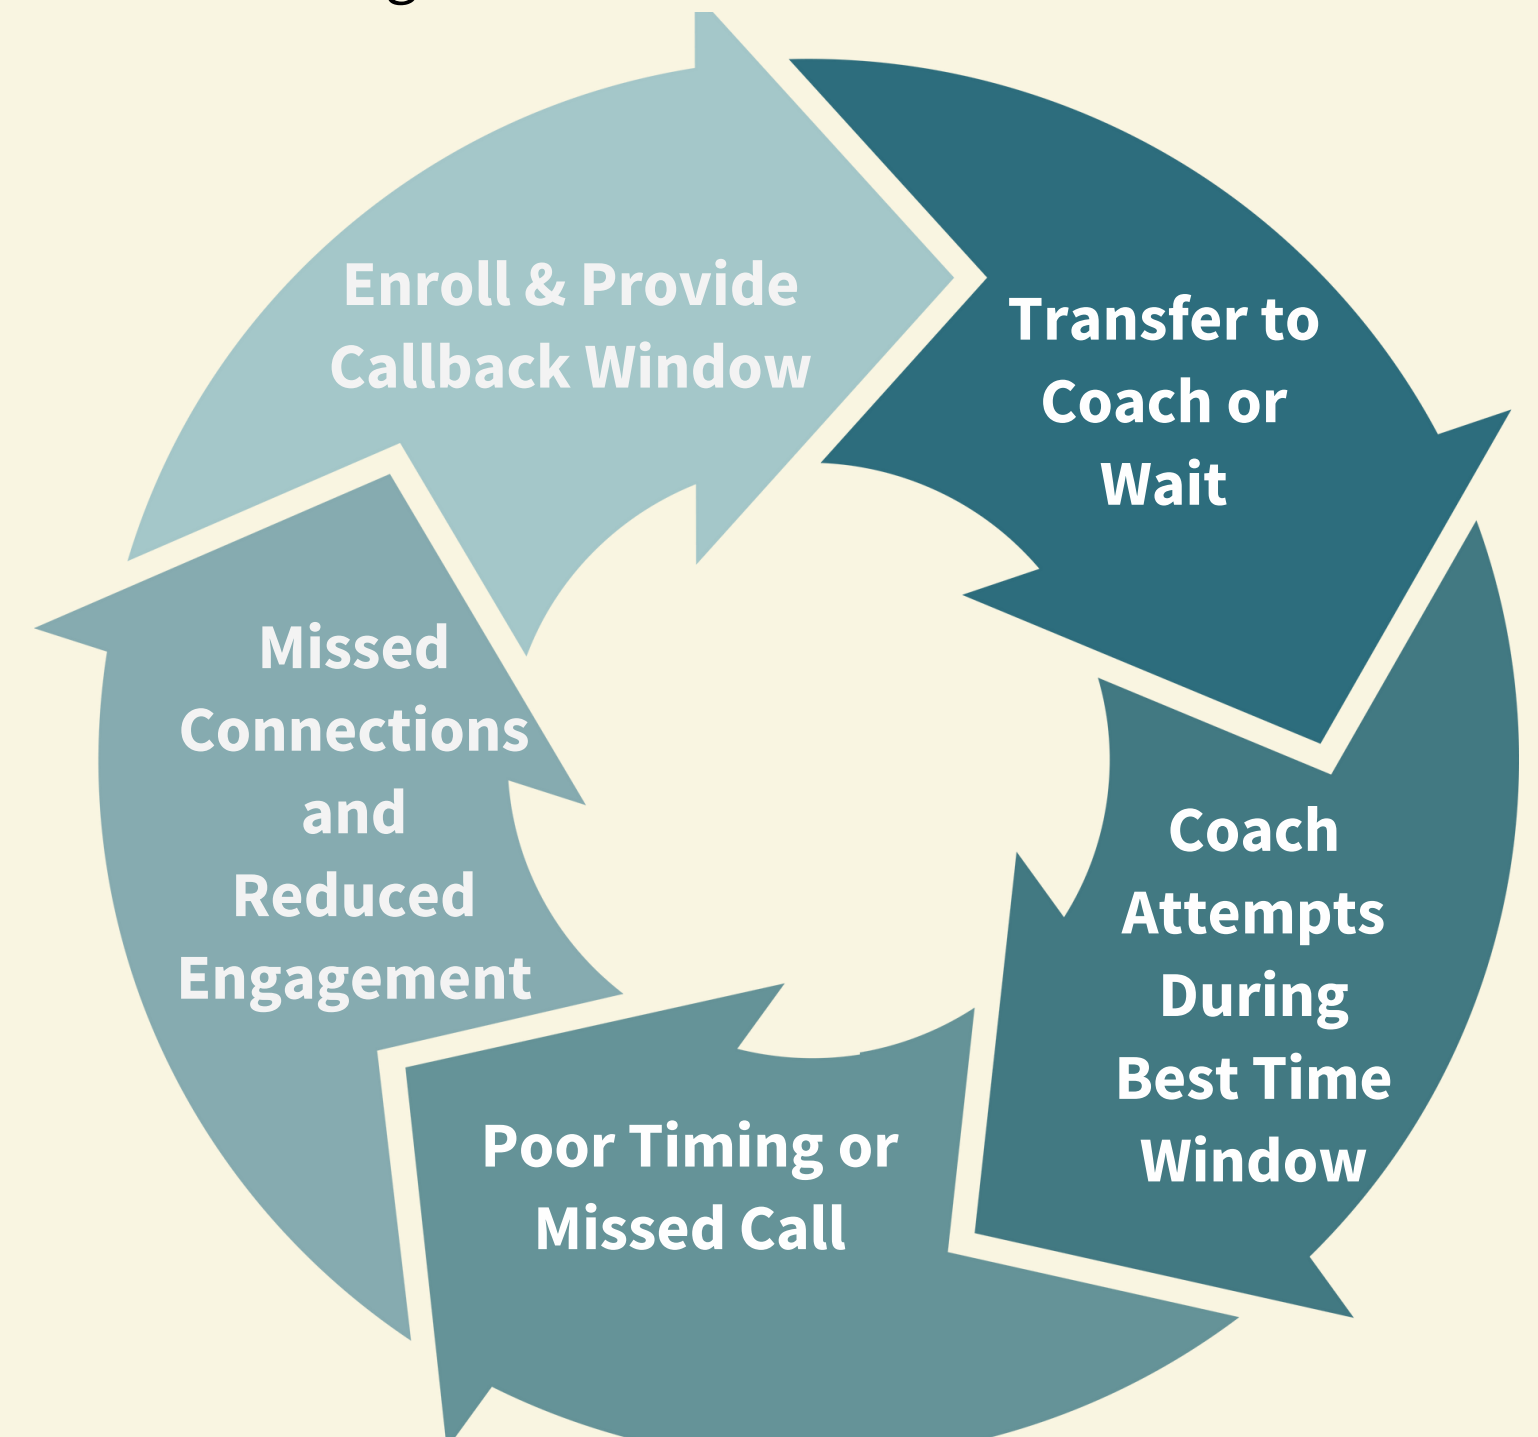 Enroll & Provide
Callback Window
Transfer to
Coach or
Wait
Coach
Attempts
During
Best Time
Window
Poor Timing or
Missed Call
Missed
Connections
and
Reduced
Engagement